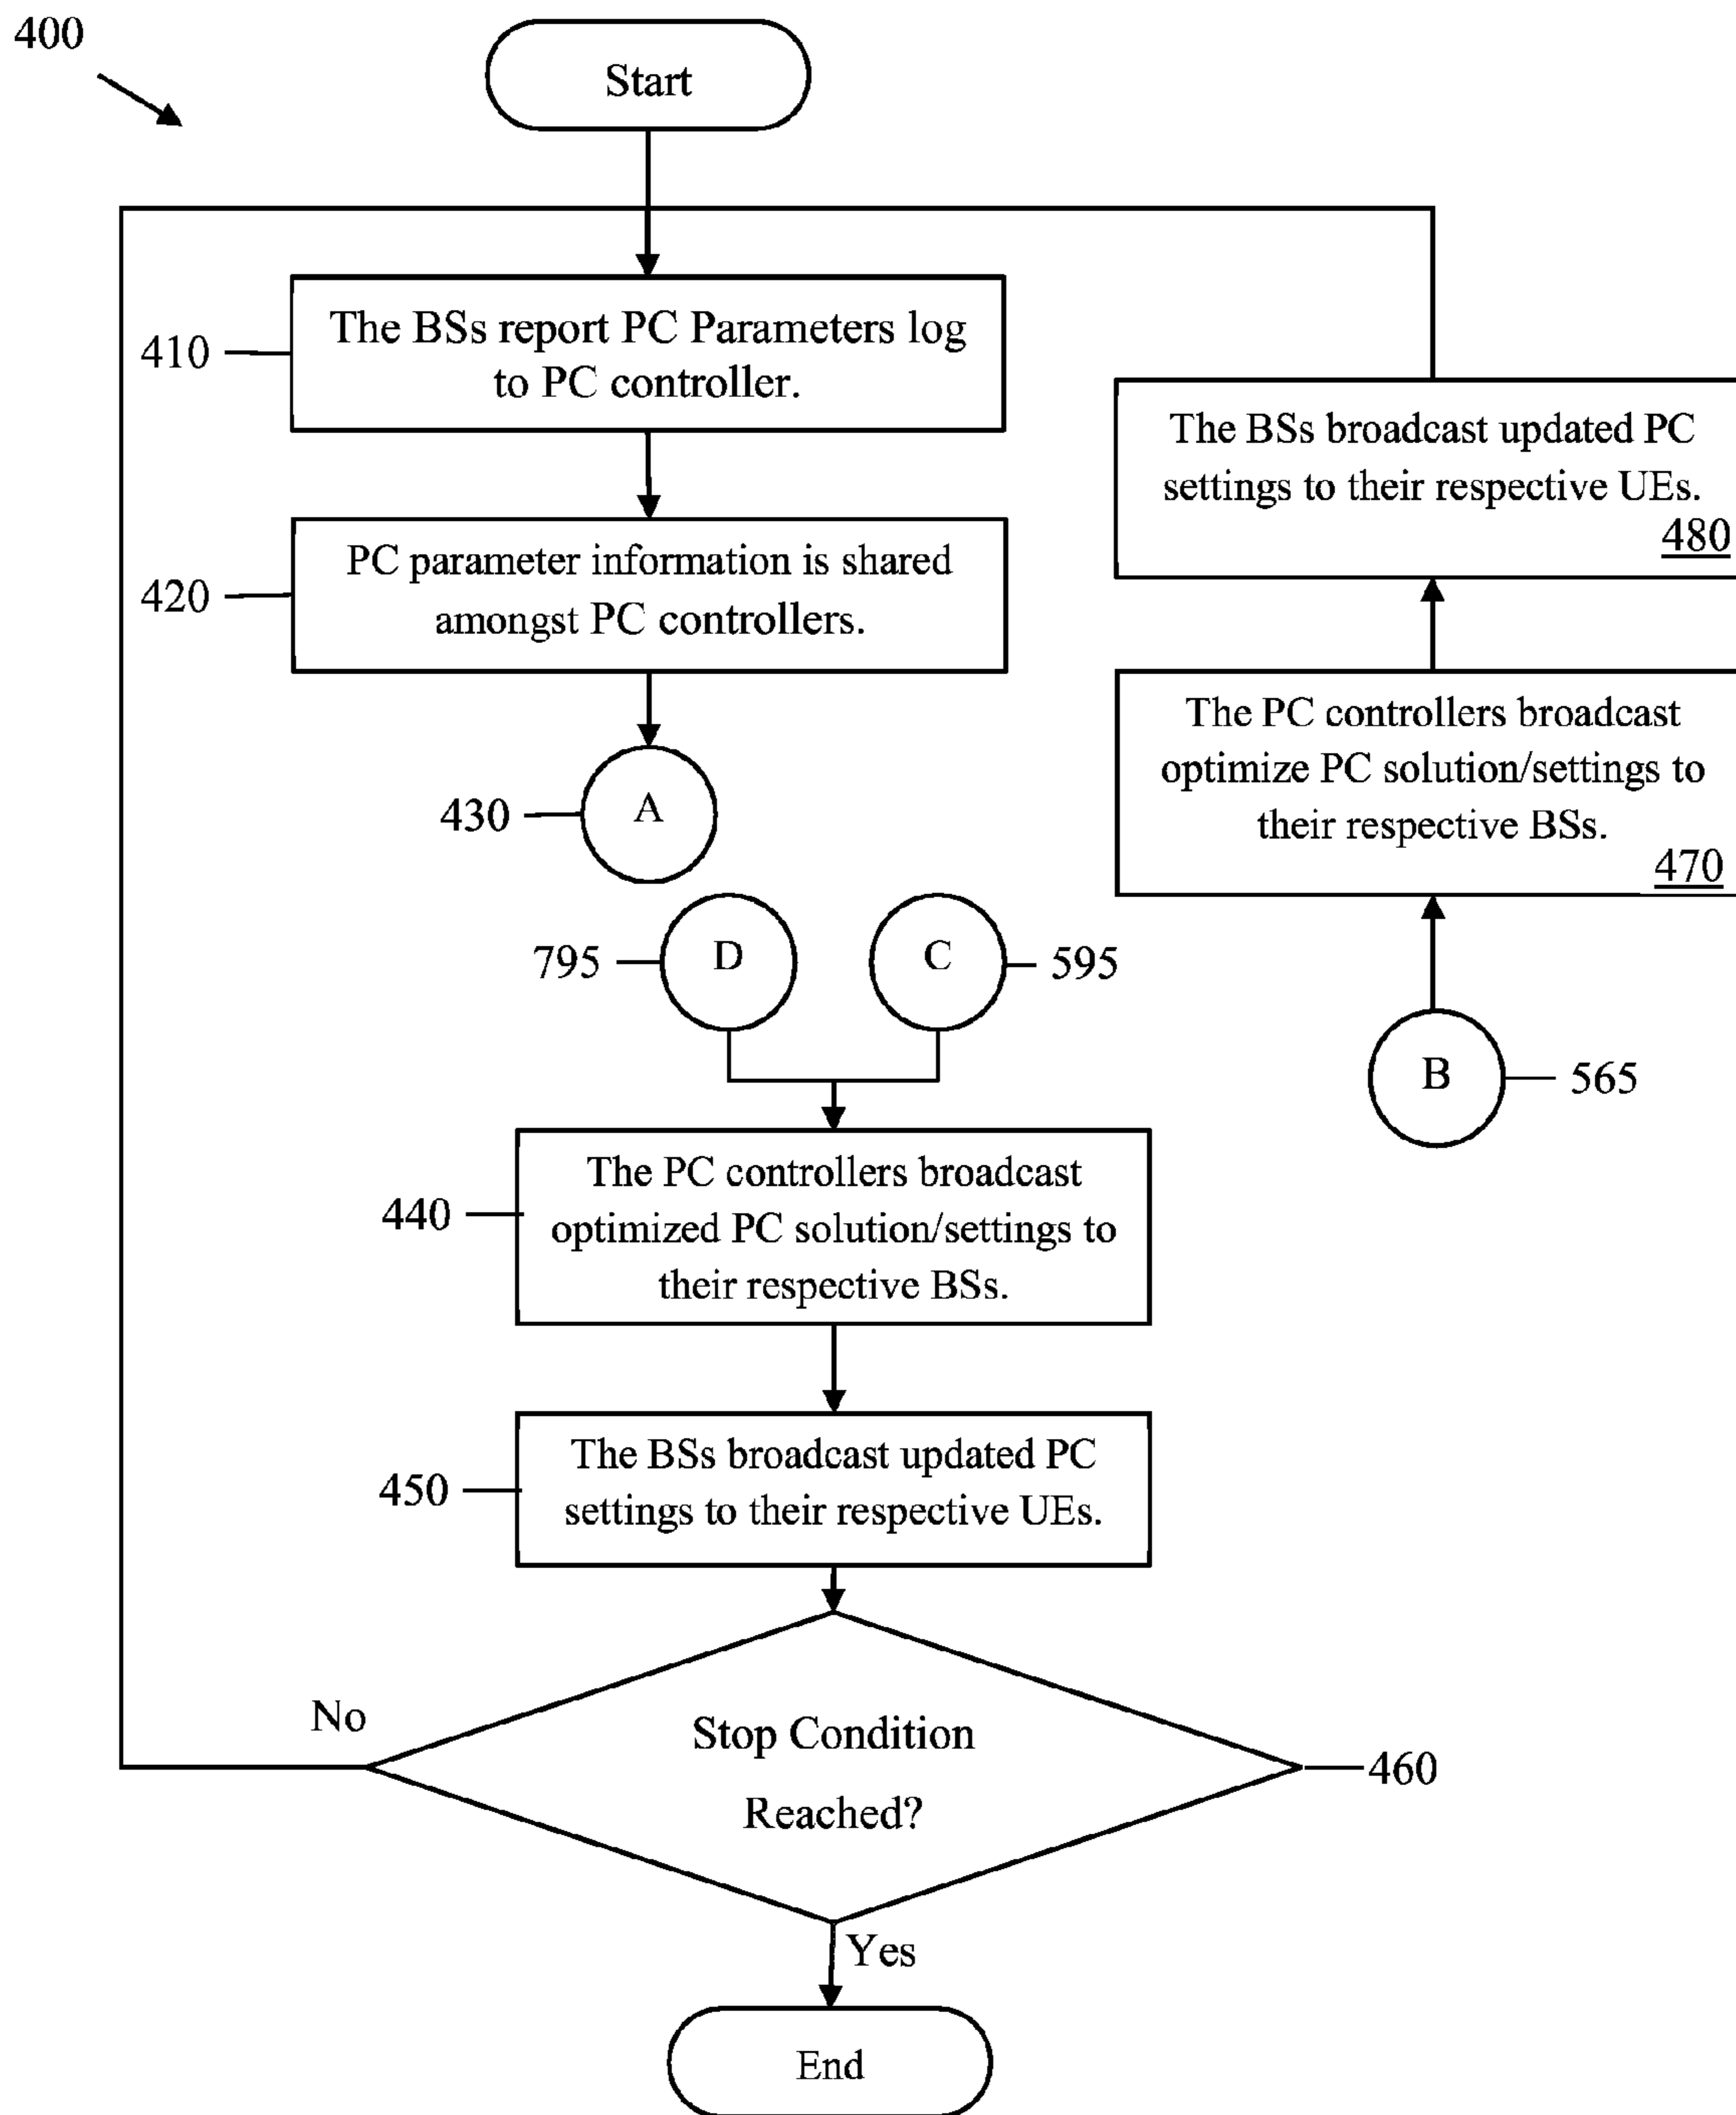 400
Start
410
The BSs report PC Parameters log
to PC controller.
420
PC parameter information is shared
amongst PC controllers.
430
A
The BSs broadcast updated PC
settings to their respective UEs.
480
The PC controllers broadcast
optimize PC solution/settings to
their respective BSs.
470
B
565
795
D
C
595
440
The PC controllers broadcast
optimized PC solution/settings to
their respective BSs.
450
The BSs broadcast updated PC
settings to their respective UEs.
No
Stop Condition
Reached?
460
Yes
End